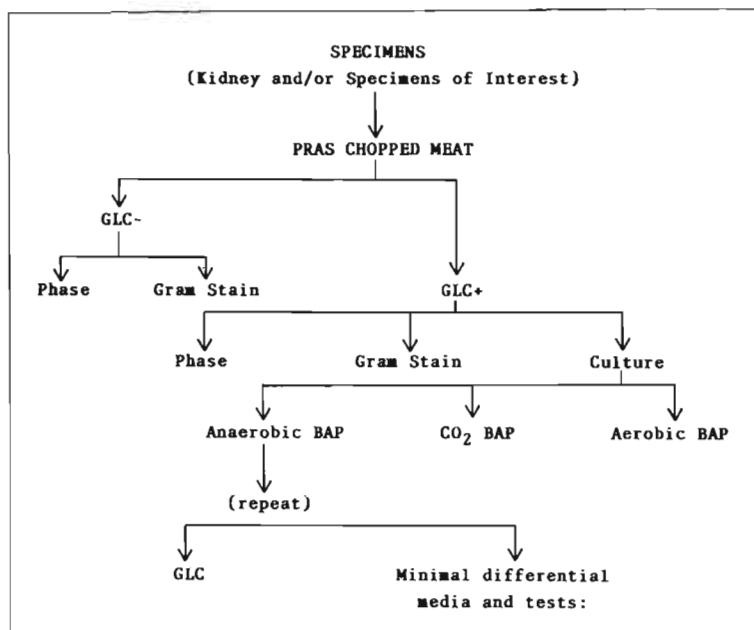 SPECIMENS
(Kidney and/or Specimens of Interest)
PRAS CHOPPED MEAT
GLC-
Phase Gram Stain GLC+
Phase Gram Stain Culture
Anaerobic BAP CO2 BAP Aerobic BAP
(repeat)
GLC Minimal differential
media and tests: